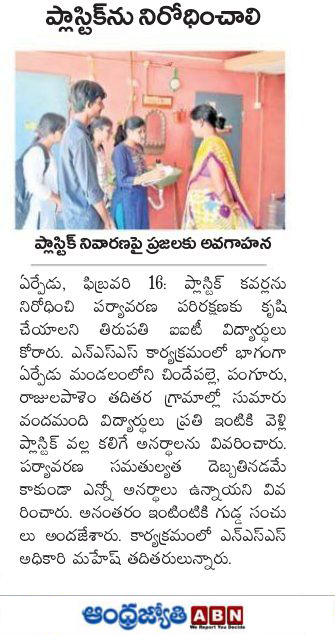 ప్లాస్టిక్‌ను నిరోధించాలి
ప్లాస్టిక్ నివారణపై ప్రజలకు అవగాహన
ఏర్పేడు, ఫిబ్రవరి 16: ప్లాస్టిక్ కవర్లను
నిరోధించి పర్యావరణ పరిరక్షణకు కృషి
చేయాలని తిరుపతి ఐఐటీ విద్యార్థులు
కోరారు. ఎన్ఎస్ఎస్ కార్యక్రమంలో భాగంగా
ఏర్పేడు మండలంలోని చిందేపల్లె, పంగూరు,
రాజులపాళెం తదితర గ్రామాల్లో సుమారు
వందమంది విద్యార్థులు ప్రతి ఇంటికి వెళ్లి
ప్లాస్టిక్ వల్ల కలిగే అనర్థాలను వివరించారు.
పర్యావరణ సమతుల్యత దెబ్బతినడమే
కాకుండా ఎన్నో అనర్థాలు ఉన్నాయని వివ
రించారు. అనంతరం ఇంటింటికి గుడ్డ సంచు
లు అందజేశారు. కార్యక్రమంలో ఎన్ఎస్ఎస్
అధికారి మహేష్ తదితరులున్నారు.
ఆంధ్రజ్యోతి ABN
We Report You Decide